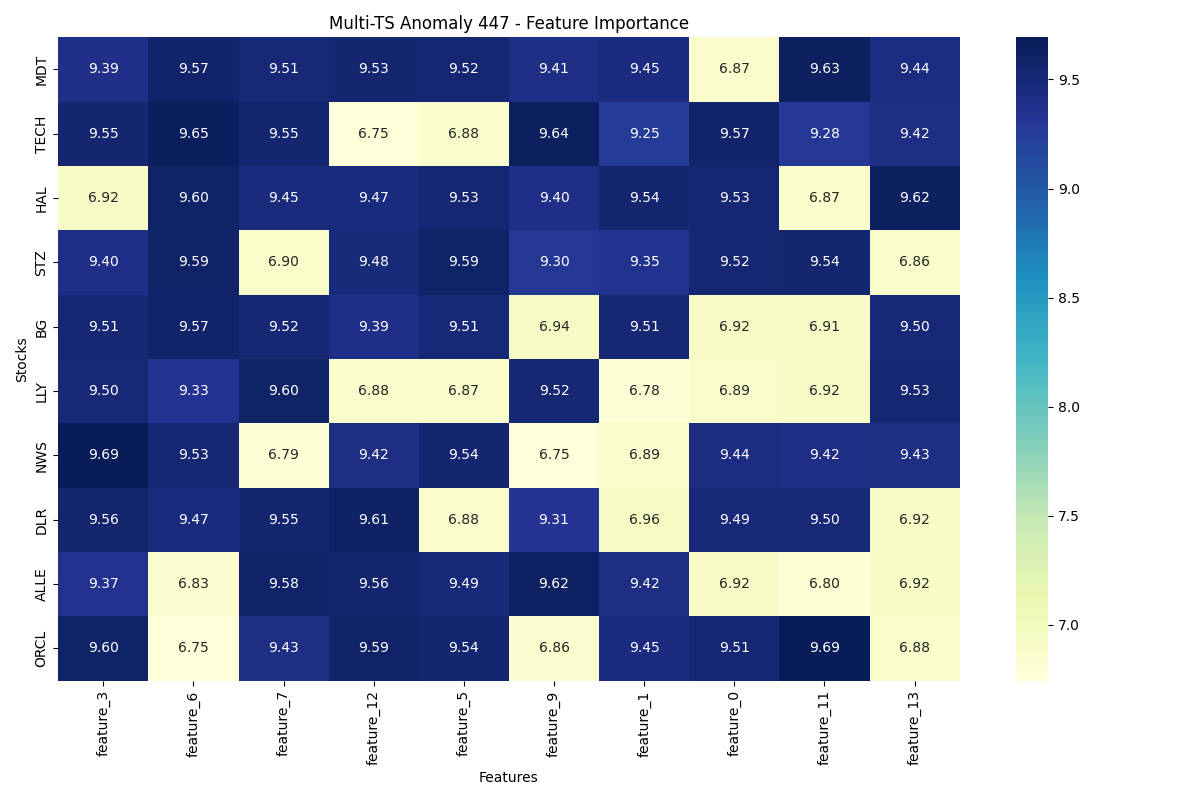 Multi-TS Anomaly 447 - Feature Importance
MDT 9.39 9.57 9.51 9.53 9.52 9.41 9.45 6.87 9.63 9.44
TECH 9.55 9.65 9.55 6.75 6.88 9.64 9.25 9.57 9.28 9.42
HAL 6.92 9.60 9.45 9.47 9.53 9.40 9.54 9.53 6.87 9.62
STZ 9.40 9.59 6.90 9.48 9.59 9.30 9.35 9.52 9.54 6.86
BG 9.51 9.57 9.52 9.39 9.51 6.94 9.51 6.92 6.91 9.50
LLY 9.50 9.33 9.60 6.88 6.87 9.52 6.78 6.89 6.92 9.53
NWS 9.69 9.53 6.79 9.42 9.54 6.75 6.89 9.44 9.42 9.43
DLR 9.56 9.47 9.55 9.61 6.88 9.31 6.96 9.49 9.50 6.92
ALLE 9.37 6.83 9.58 9.56 9.49 9.62 9.42 6.92 6.80 6.92
ORCL 9.60 6.75 9.43 9.59 9.54 6.86 9.45 9.51 9.69 6.88
Stocks
feature_3 feature_6 feature_7 feature_12 feature_5 feature_9 feature_1 feature_0 feature_11 feature_13
Features
9.5
9.0
8.5
8.0
7.5
7.0